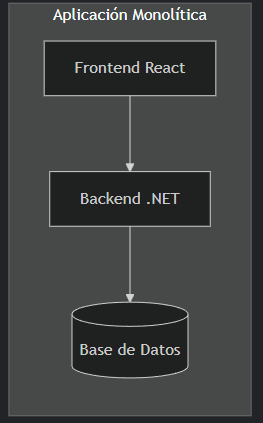 Aplicación Monolítica
Frontend React
Backend .NET
Base de Datos